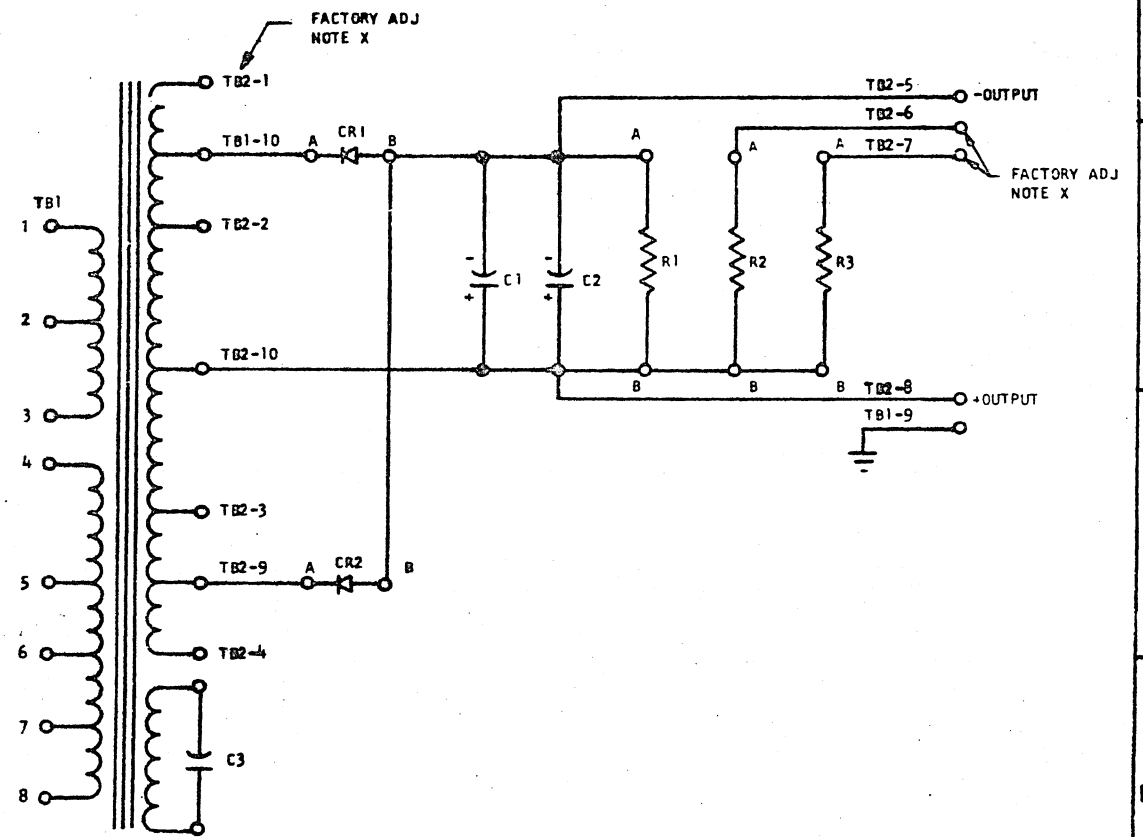 FACTORY ADJ
NOTE X
TB2-1
TB2-5
-OUTPUT
TB2-6
TB1-10
A
CR1
B
A
A
A
TB2-7
FACTORY ADJ
NOTE X
TB1
1
TB2-2
-
+
C1
-
+
C2
R1
R2
R3
2
TB2-10
B
B
B
TB2-8
+OUTPUT
TB1-9
3
4
TB2-3
5
TB2-9
A
CR2
B
6
TB2-4
7
C3
8